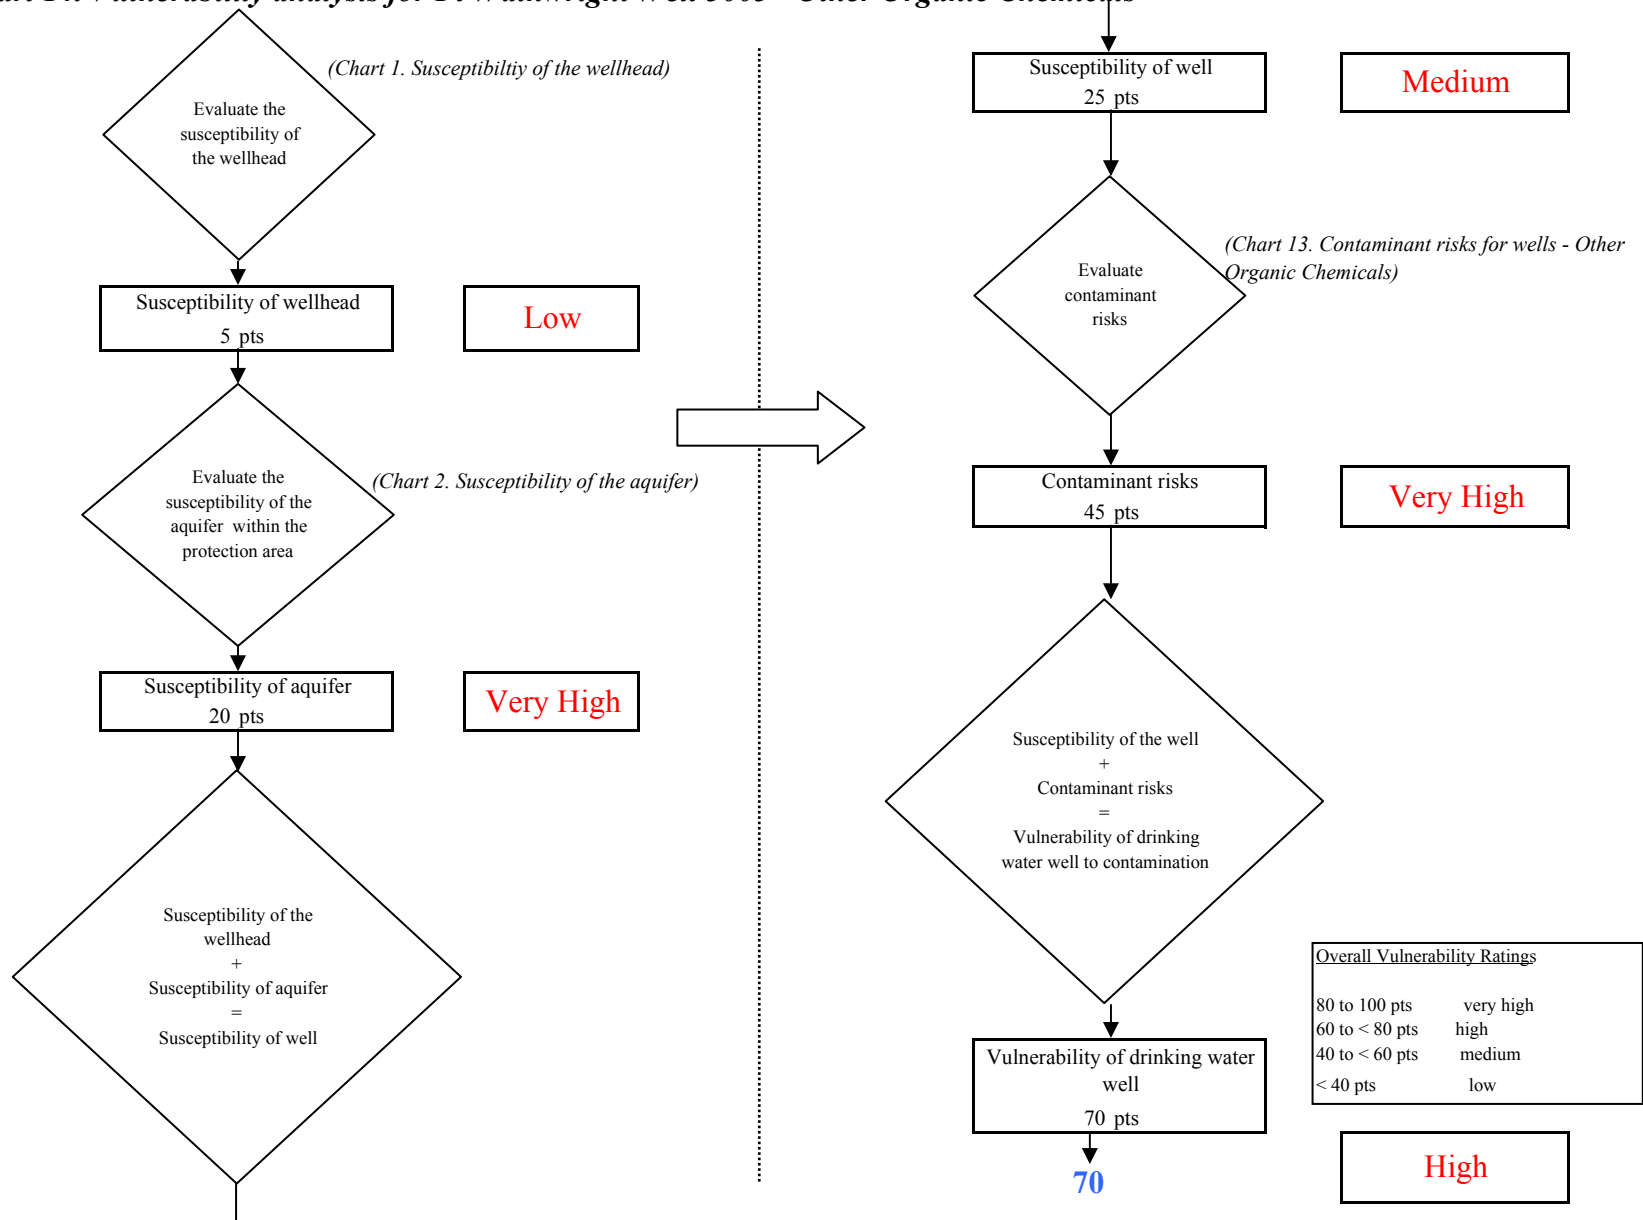 (Chart 1. Susceptibiltiy of the wellhead)
Evaluate the
susceptibility of
the wellhead
Susceptibility of wellhead
5 pts
Low
Evaluate the
susceptibility of the
aquifer within the
protection area
(Chart 2. Susceptibility of the aquifer)
Susceptibility of aquifer
20 pts
Very High
Susceptibility of the
wellhead
+
Susceptibility of aquifer
=
Susceptibility of well
Susceptibility of well
25 pts
Medium
(Chart 13. Contaminant risks for wells - Other
Organic Chemicals)
Evaluate
contaminant
risks
Contaminant risks
45 pts
Very High
Susceptibility of the well
+
Contaminant risks
=
Vulnerability of drinking
water well to contamination
Overall Vulnerability Ratings
80 to 100 pts very high
60 to < 80 pts high
40 to < 60 pts medium
< 40 pts low
Vulnerability of drinking water
well
70 pts
70
High